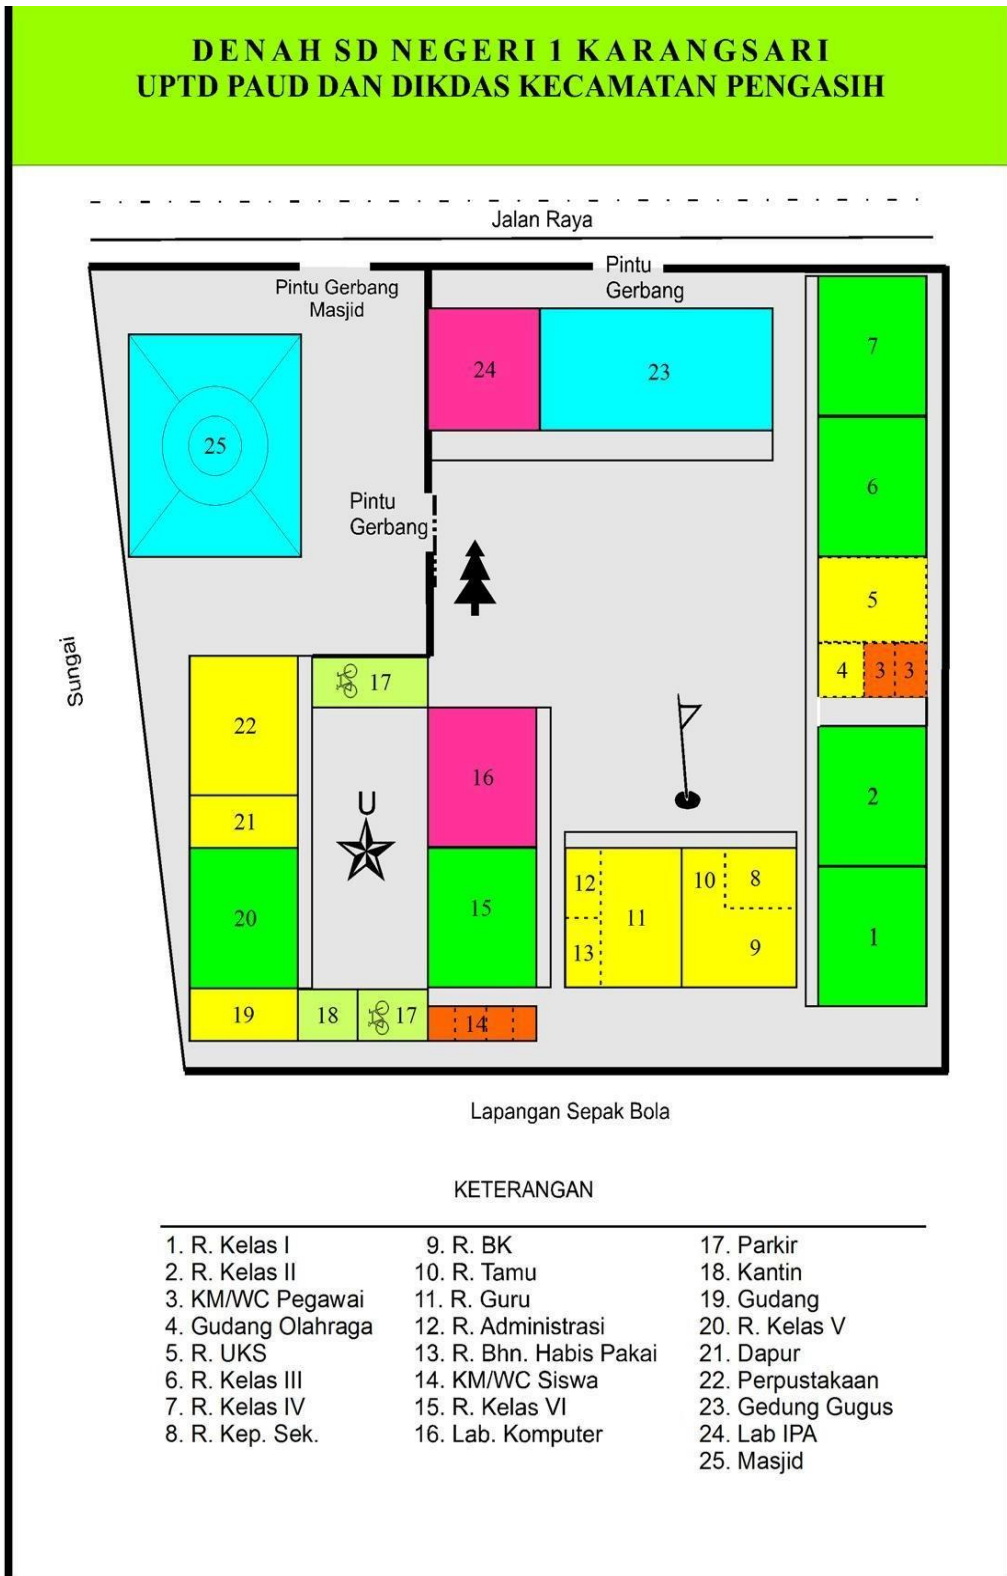 DENAH SD NEGERI 1 KARANGSARI
UPTD PAUD DAN DIKDAS KECAMATAN PENGASIH
Jalan Raya
Pintu Gerbang
Masjid
Pintu
Gerbang
7
24
23
25
6
Pintu
Gerbang
5
Sungai
4
3
3
17
22
16
2
U
21
12
11
10
8
20
15
13
9
1
19
18
17
14
Lapangan Sepak Bola
KETERANGAN
1. R. Kelas I
2. R. Kelas II
3. KM/WC Pegawai
4. Gudang Olahraga
5. R. UKS
6. R. Kelas III
7. R. Kelas IV
8. R. Kep. Sek.
9. R. BK
10. R. Tamu
11. R. Guru
12. R. Administrasi
13. R. Bhn. Habis Pakai
14. KM/WC Siswa
15. R. Kelas VI
16. Lab. Komputer
17. Parkir
18. Kantin
19. Gudang
20. R. Kelas V
21. Dapur
22. Perpustakaan
23. Gedung Gugus
24. Lab IPA
25. Masjid